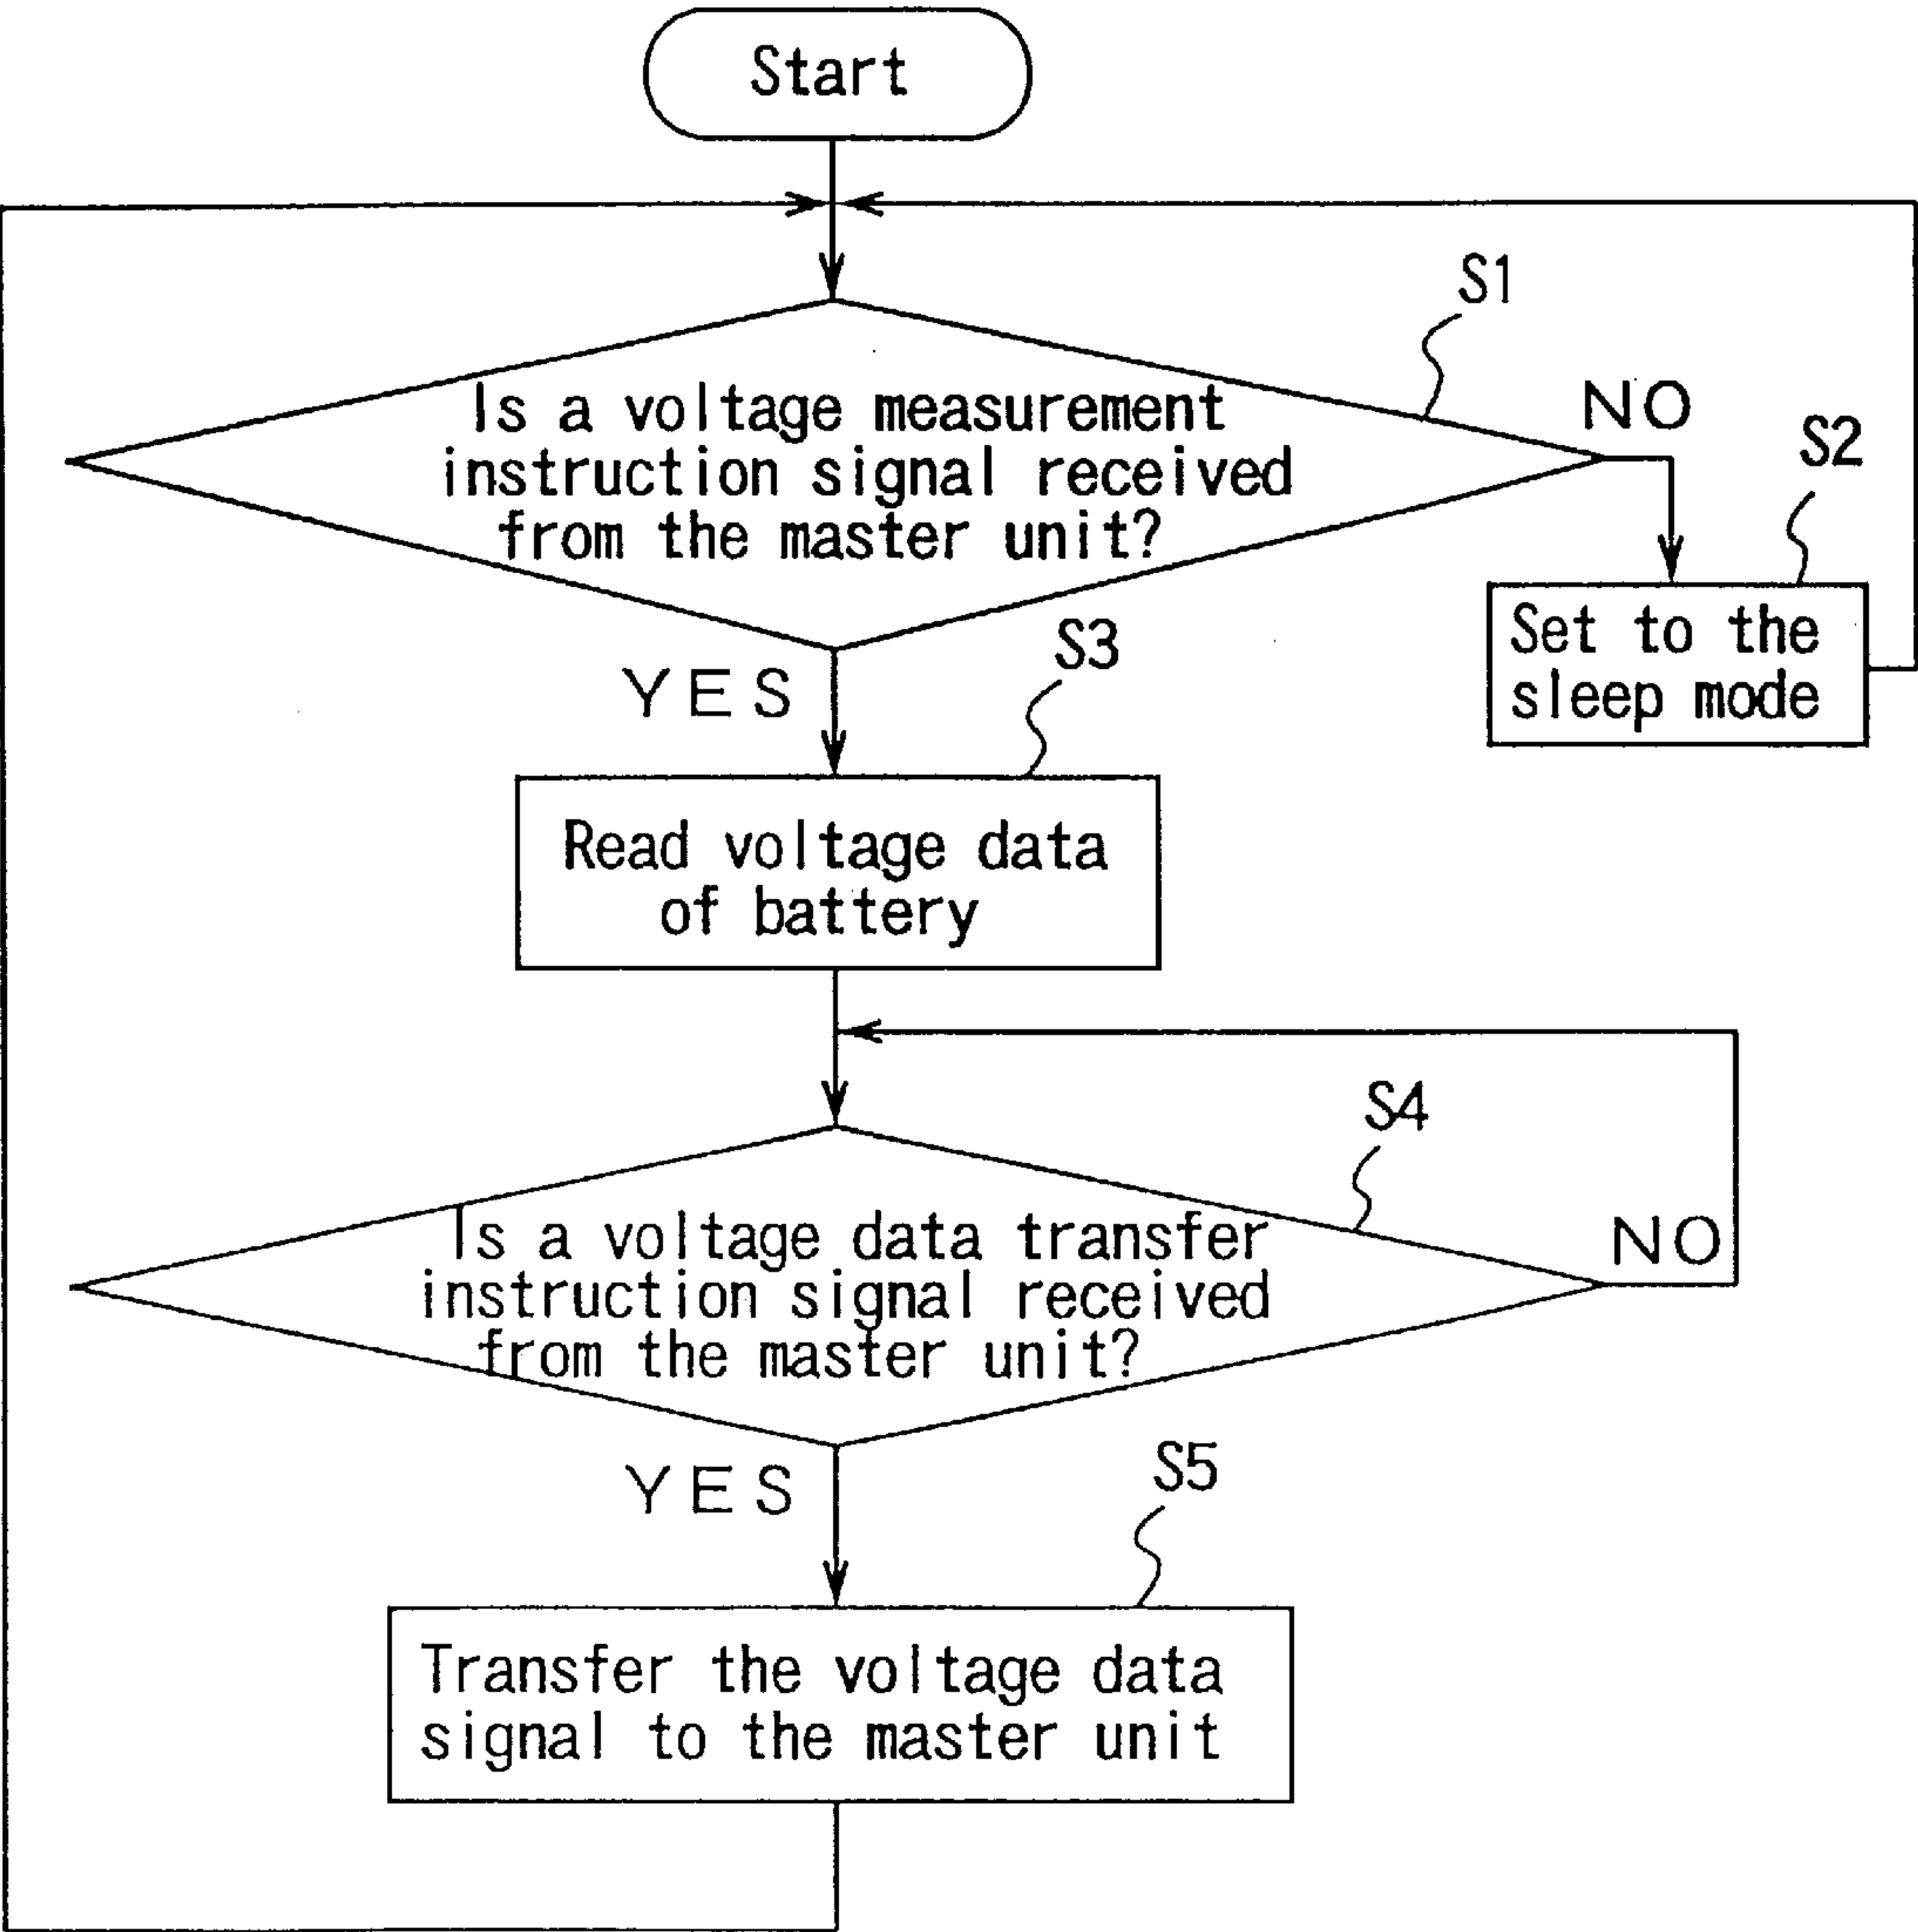 Start
S1
Is a voltage measurement
instruction signal received
from the master unit?
NO
S2
Set to the
sleep mode
YES
S3
Read voltage data
of battery
S4
Is a voltage data transfer
instruction signal received
from the master unit?
NO
YES
S5
Transfer the voltage data
signal to the master unit